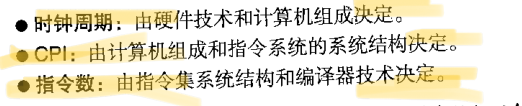 ●时钟周期：由硬件技术和计算机组成决定。
●CPI：由计算机组成和指令系统的系统结构决定。
●指令数：由指令集系统结构和编译器技术决定。